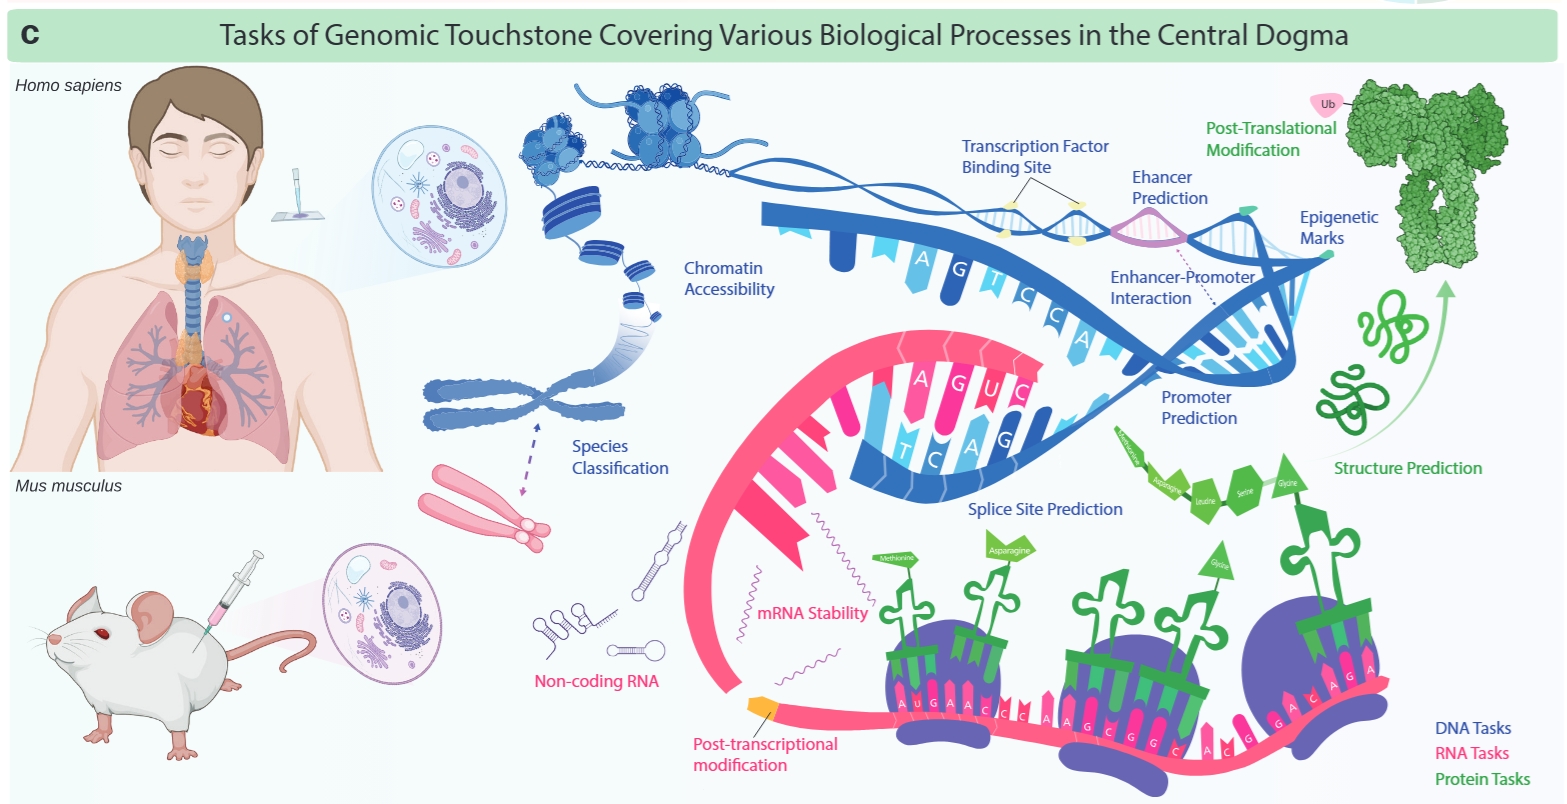 c
Tasks of Genomic Touchstone Covering Various Biological Processes in the Central Dogma
Homo sapiens
Ub
Post-Translational
Modification
Transcription Factor
Binding Site
Ehancer
Prediction
Epigenetic
Marks
Chromatin
Accessibility
Enhancer-Promoter
Interaction
A G T C C A
A G U C
T C A G
Promoter
Prediction
Species
Classification
Structure Prediction
Mus musculus
Methionine
Asparagine
Leucine
Serine
Glycine
Splice Site Prediction
Methionine
Asparagine
Glycine
mRNA Stability
Non-coding RNA
A U G A A C C C A A G C G G C A C G G A C A G A
Post-transcriptional
modification
DNA Tasks
RNA Tasks
Protein Tasks